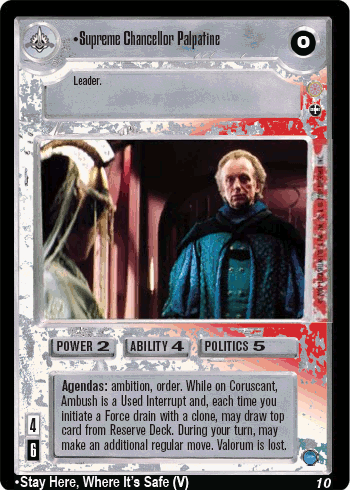 •Supreme Chancellor Palpatine
0
Leader.
POWER 2
ABILITY 4
POLITICS 5
Agendas: ambition, order. While on Coruscant,
Ambush is a Used Interrupt and, each time you
initiate a Force drain with a clone, may draw top
card from Reserve Deck. During your turn, may
make an additional regular move. Valorum is lost.
4
6
•Stay Here, Where It's Safe (V)
10